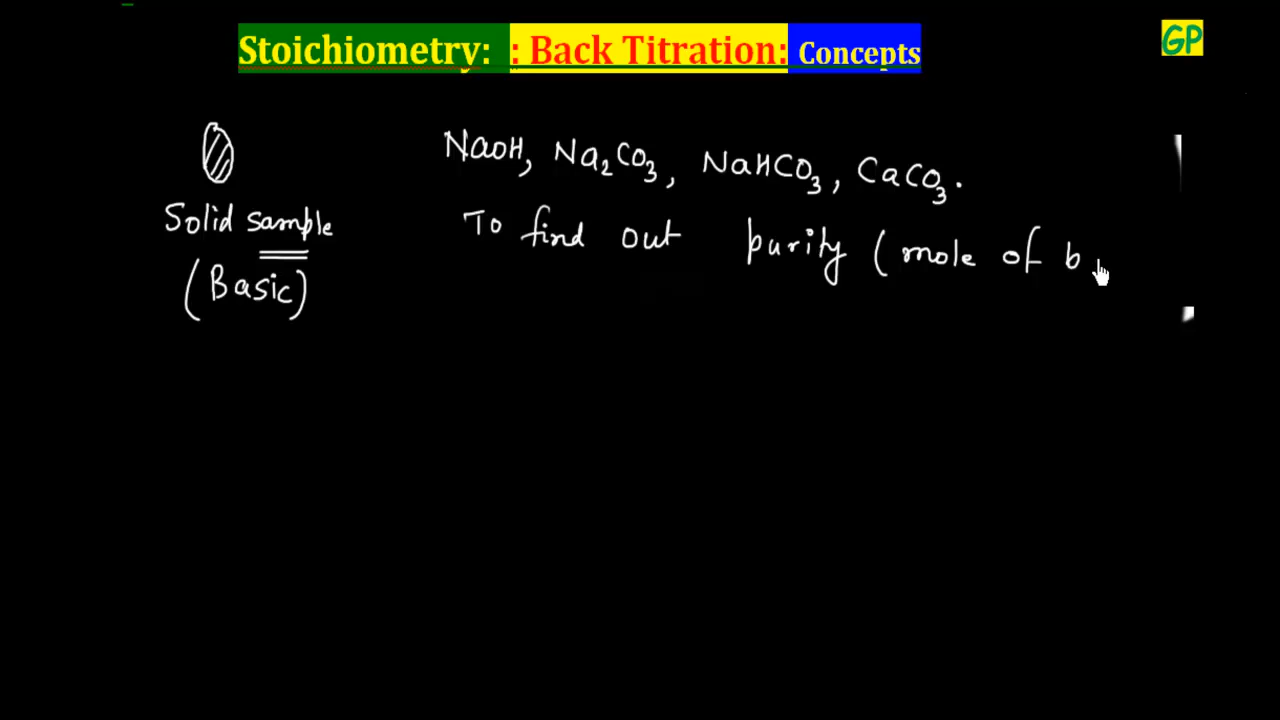 Stoichiometry: : Back Titration: Concepts
GP
NaOH, Na₂CO₃, NaHCO₃, CaCO₃.
Solid sample
(Basic)
To find out purity (mole of b